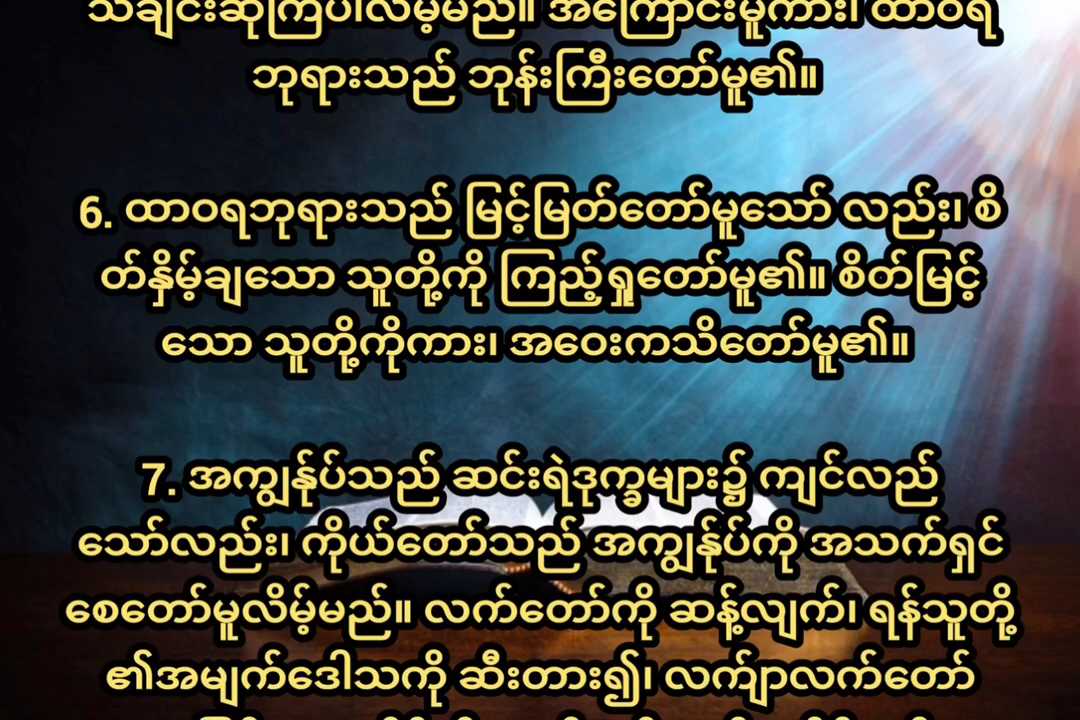 သီချင်းဆိုကြပါလိမ့်မည်။ အကြောင်းမူကား၊ ထာဝရ
ဘုရားသည် ဘုန်းကြီးတော်မူ၏။
6. ထာဝရဘုရားသည် မြင့်မြတ်တော်မူသော် လည်း၊ စိ
တ်နှိမ့်ချသော သူတို့ကို ကြည့်ရှုတော်မူ၏။ စိတ်မြင့်
သော သူတို့ကိုကား၊ အဝေးကသိတော်မူ၏။
7. အကျွန်ုပ်သည် ဆင်းရဲဒုက္ခများ၌ ကျင်လည်
သော်လည်း၊ ကိုယ်တော်သည် အကျွန်ုပ်ကို အသက်ရှင်
စေတော်မူလိမ့်မည်။ လက်တော်ကို ဆန့်လျက်၊ ရန်သူတို့
၏အမျက်ဒေါသကို ဆီးတား၍၊ လက်ျာလက်တော်